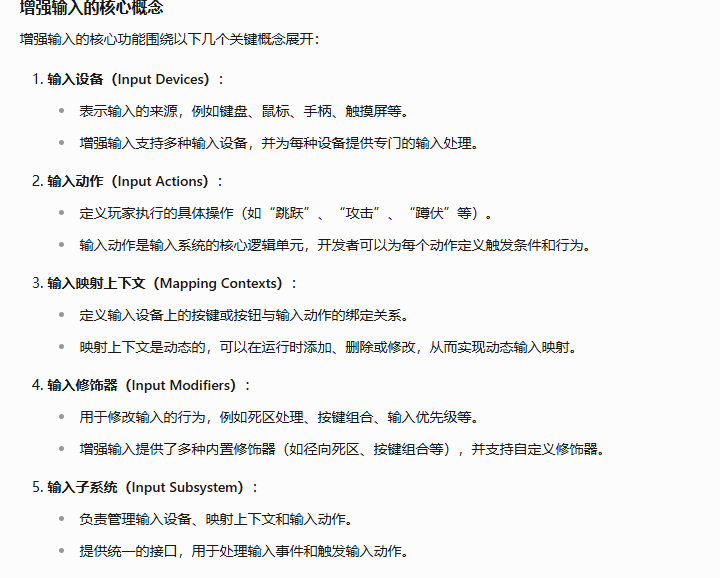 增强输入的核心概念
增强输入的核心功能围绕以下几个关键概念展开：
1. 输入设备（Input Devices）：
• 表示输入的来源，例如键盘、鼠标、手柄、触摸屏等。
• 增强输入支持多种输入设备，并为每种设备提供专门的输入处理。
2. 输入动作（Input Actions）：
• 定义玩家执行的具体操作（如“跳跃”、“攻击”、“蹲伏”等）。
• 输入动作是输入系统的核心逻辑单元，开发者可以为每个动作定义触发条件和行为。
3. 输入映射上下文（Mapping Contexts）：
• 定义输入设备上的按键或按钮与输入动作的绑定关系。
• 映射上下文是动态的，可以在运行时添加、删除或修改，从而实现动态输入映射。
4. 输入修饰器（Input Modifiers）：
• 用于修改输入的行为，例如死区处理、按键组合、输入优先级等。
• 增强输入提供了多种内置修饰器（如径向死区、按键组合等），并支持自定义修饰器。
5. 输入子系统（Input Subsystem）：
• 负责管理输入设备、映射上下文和输入动作。
• 提供统一的接口，用于处理输入事件和触发输入动作。